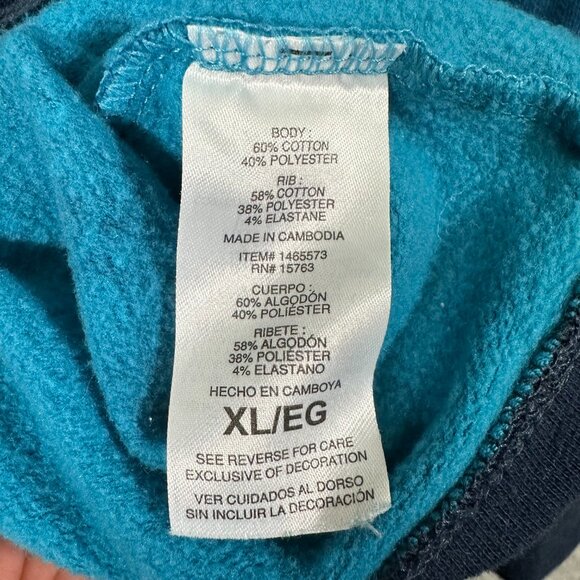 BODY :
60% COTTON
40% POLYESTER
RIB :
58% COTTON
38% POLYESTER
4% ELASTANE
MADE IN CAMBODIA
ITEM# 1465573
RN# 15763
CUERPO :
60% ALGODÓN
40% POLIÉSTER
RIBETE :
58% ALGODÓN
38% POLIÉSTER
4% ELASTANO
HECHO EN CAMBOYA
XL/EG
SEE REVERSE FOR CARE
EXCLUSIVE OF DECORATION
VER CUIDADOS AL DORSO
SIN INCLUIR LA DECORACIÓN